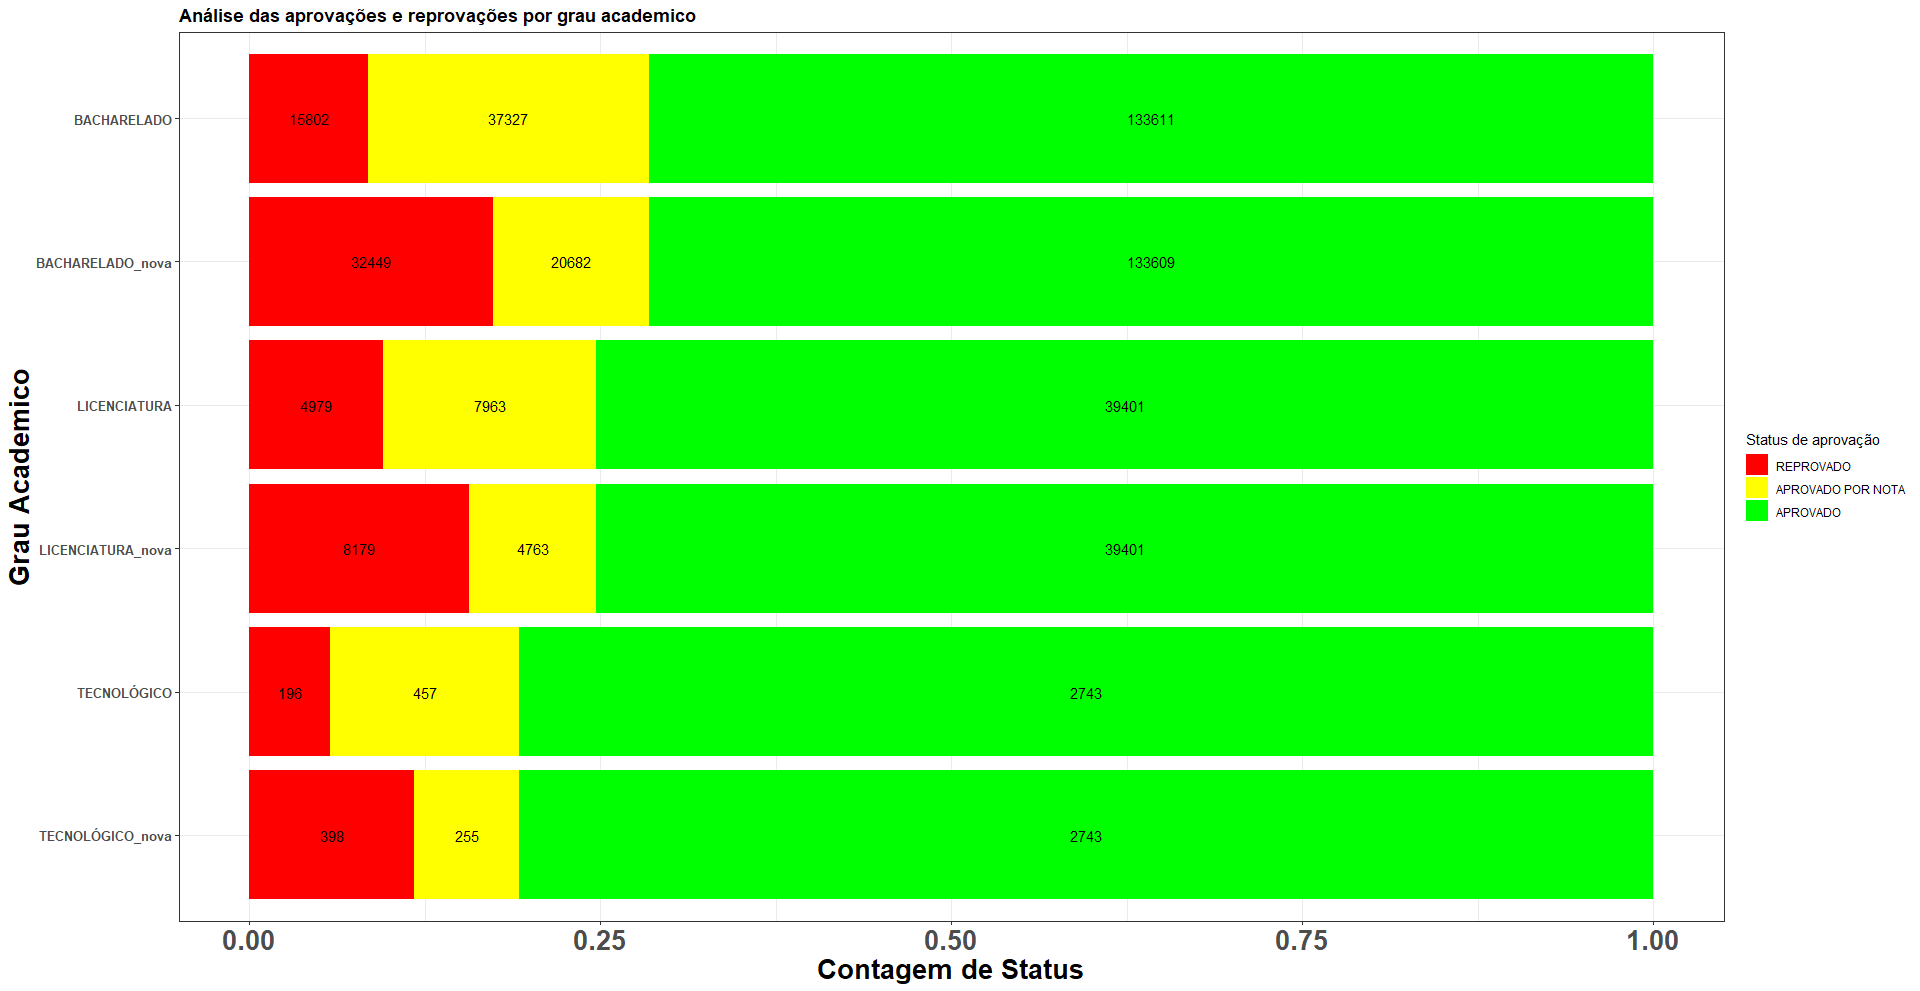 Análise das aprovações e reprovações por grau academico
BACHARELADO
15802 37327 133611
BACHARELADO_nova
32449 20682 133609
LICENCIATURA
4979 7963 39401
LICENCIATURA_nova
8179 4763 39401
TECNOLÓGICO
196 457 2743
TECNOLÓGICO_nova
398 255 2743
0.00 0.25 0.50 0.75 1.00
Contagem de Status
Grau Academico
Status de aprovação
REPROVADO
APROVADO POR NOTA
APROVADO